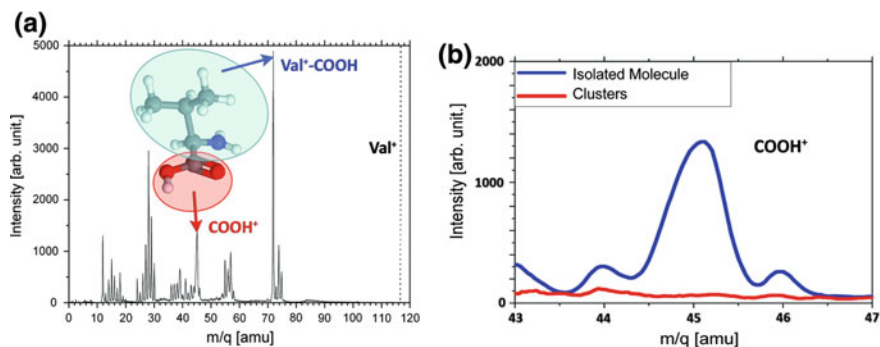 (a)
Intensity [arb. unit.]
5000
4000
3000
2000
1000
0
Val⁺-COOH
Val⁺
COOH⁺
0 10 20 30 40 50 60 70 80 90 100 110 120
m/q [amu]
(b)
Intensity [arb. unit.]
2000
1000
0
Isolated Molecule
Clusters
COOH⁺
43 44 45 46 47
m/q [amu]